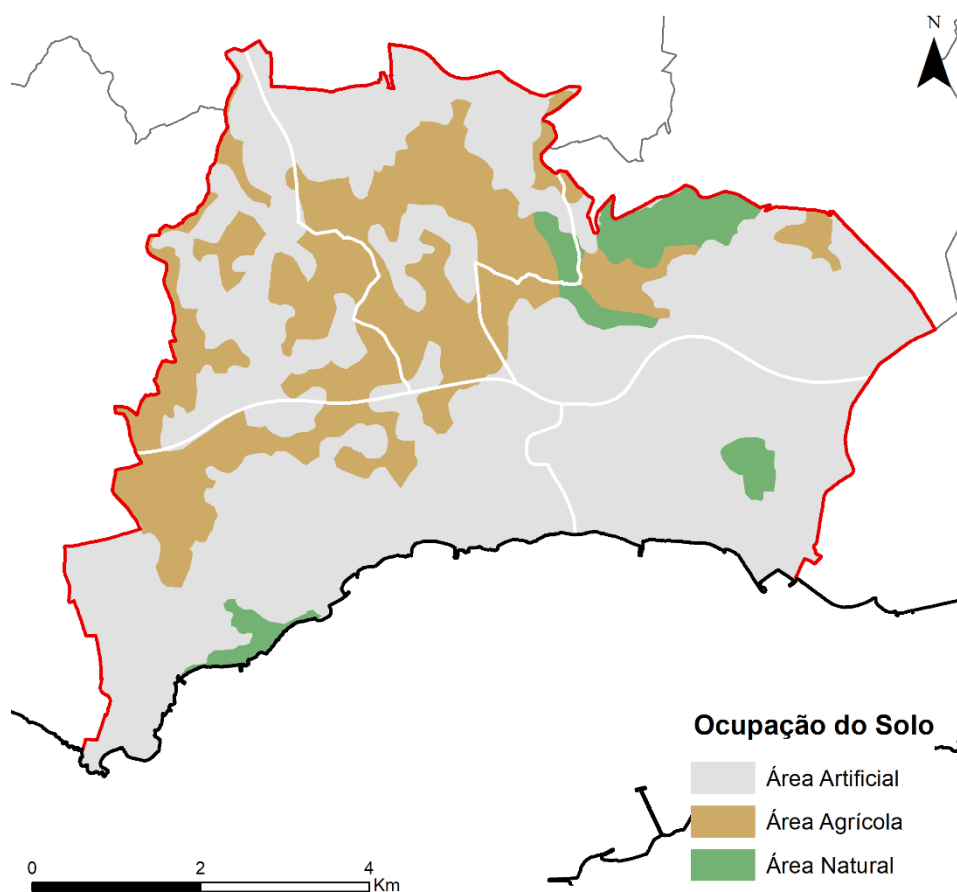 N
Ocupação do Solo
Área Artificial
Área Agrícola
Área Natural
0 2 4
Km